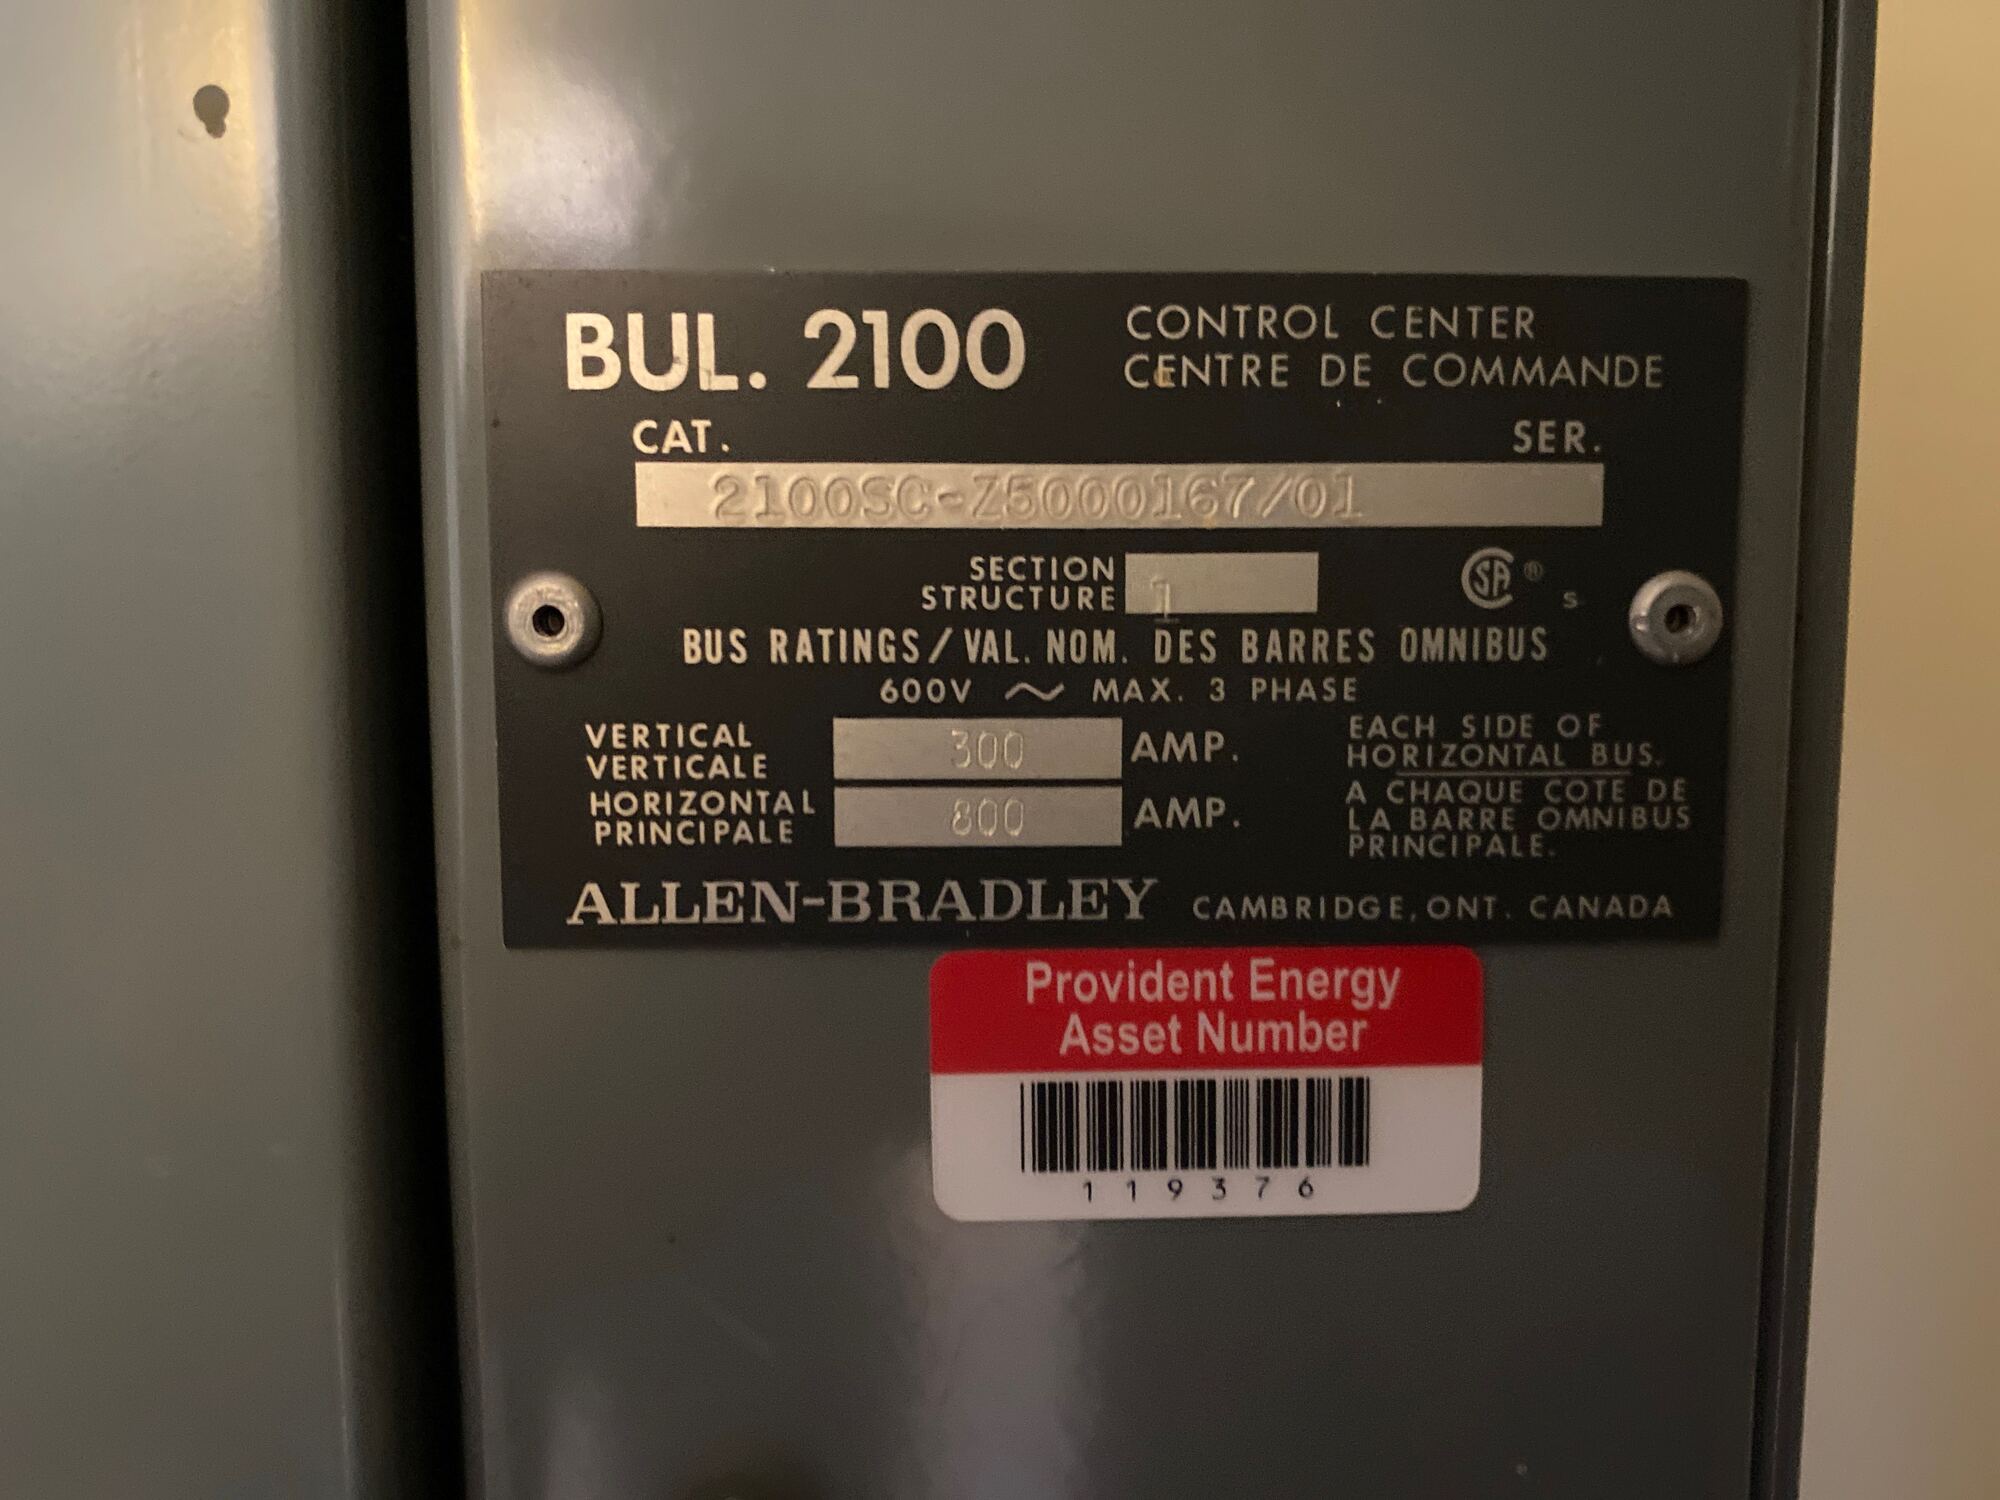 BUL. 2100
CONTROL CENTER
CENTRE DE COMMANDE
CAT.
SER.
2100SC-Z5000167/01
SECTION
STRUCTURE
1
SA ®
S
BUS RATINGS/VAL. NOM. DES BARRES OMNIBUS
600V ~ MAX. 3 PHASE
VERTICAL
VERTICALE
300 AMP.
HORIZONTAL
PRINCIPALE
800 AMP.
EACH SIDE OF
HORIZONTAL BUS.
A CHAQUE COTE DE
LA BARRE OMNIBUS
PRINCIPALE.
ALLEN-BRADLEY CAMBRIDGE, ONT. CANADA
Provident Energy
Asset Number
119376